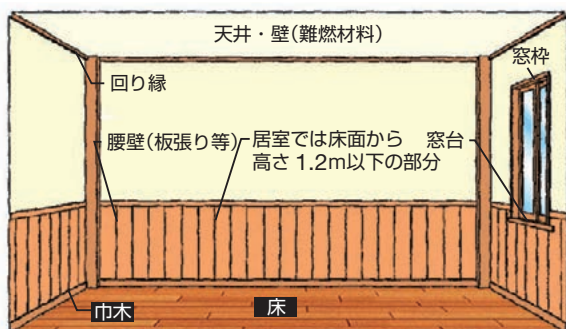 天井・壁(難燃材料)
窓枠
回り縁
腰壁(板張り等)
居室では床面から
高さ 1.2m以下の部分
窓台
巾木
床